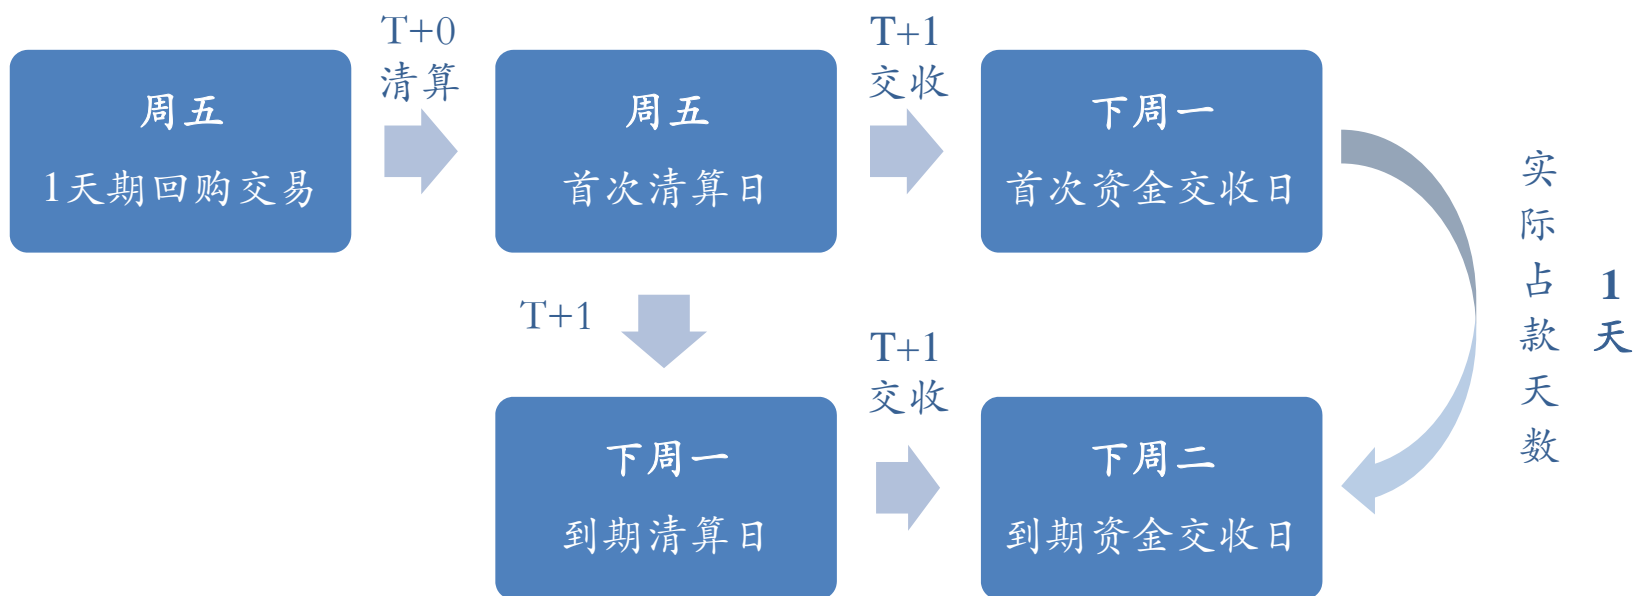 周五
1天期回购交易
T+0
清算
周五
首次清算日
T+1
交收
下周一
首次资金交收日
T+1
下周一
到期清算日
T+1
交收
下周二
到期资金交收日
实际占款天数
1天